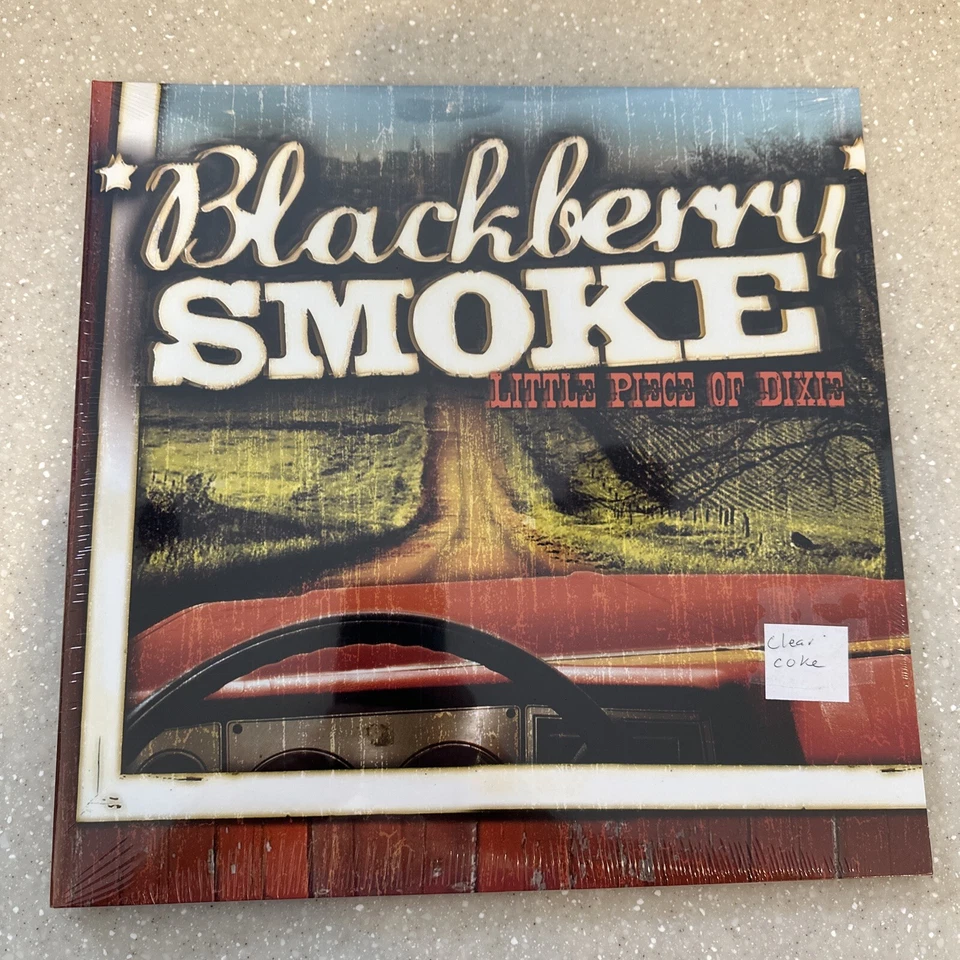 Blackberry
SMOKE
LITTLE PIECE OF DIXIE
clear
coke